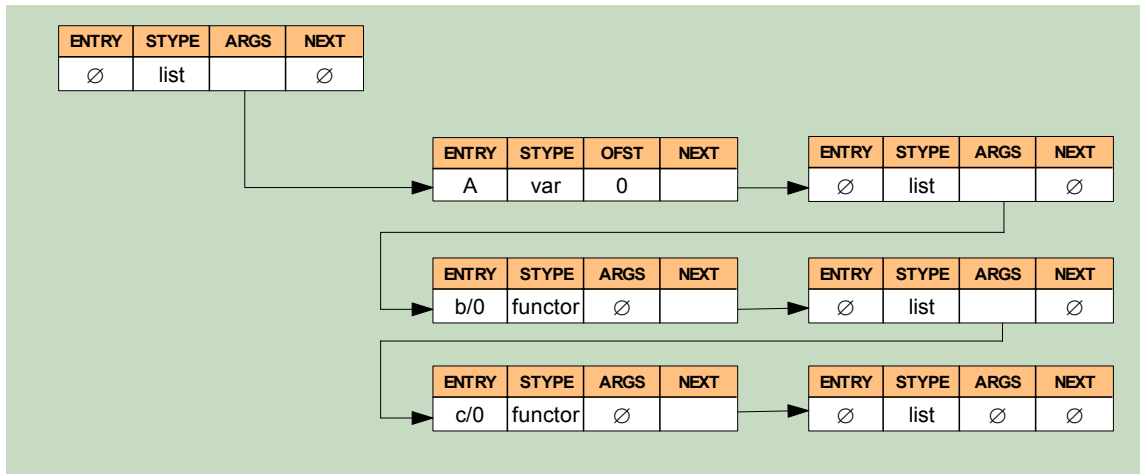 ENTRY STYPE ARGS NEXT
∅ list ∅
ENTRY STYPE OFST NEXT
A var 0
ENTRY STYPE ARGS NEXT
∅ list ∅
ENTRY STYPE ARGS NEXT
b/0 functor ∅
ENTRY STYPE ARGS NEXT
∅ list ∅
ENTRY STYPE ARGS NEXT
c/0 functor ∅
ENTRY STYPE ARGS NEXT
∅ list ∅ ∅